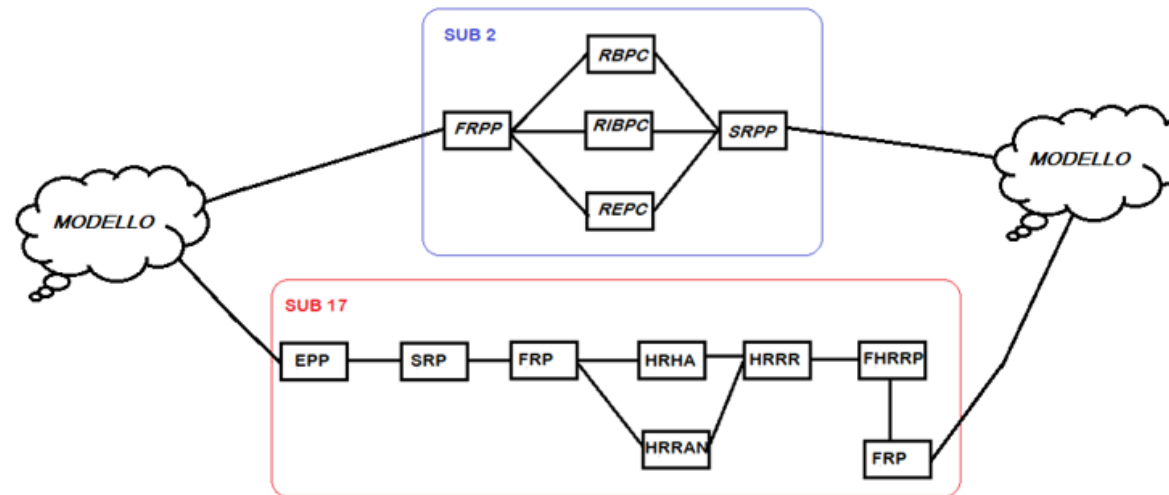 SUB 2
RBPC
FRPP
RIBPC
SRPP
REPC
MODELLO
MODELLO
SUB 17
EPP
SRP
FRP
HRHA
HRRR
FHRRP
HRRAN
FRP